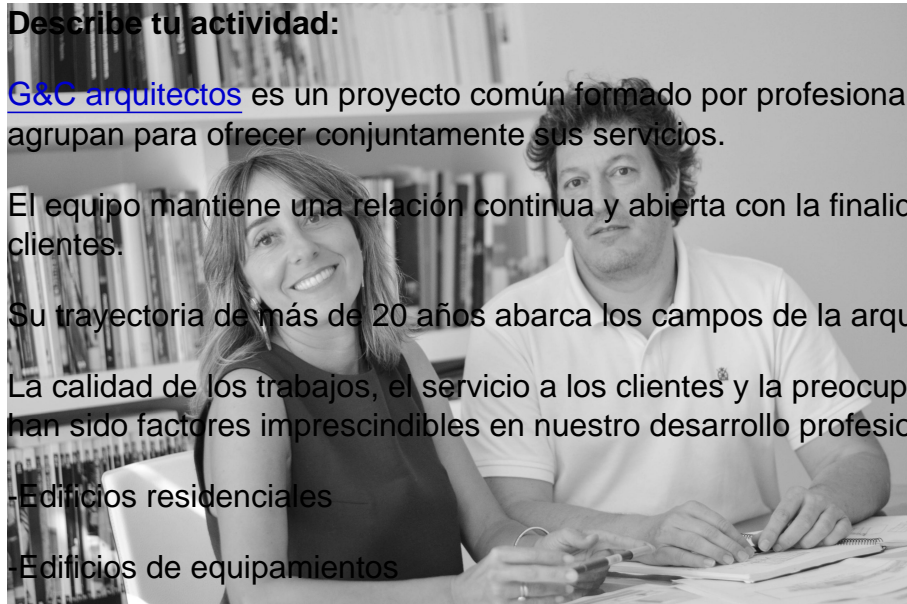 Describe tu actividad:
G&C arquitectos es un proyecto común formado por profesiona
agrupan para ofrecer conjuntamente sus servicios.
El equipo mantiene una relación continua y abierta con la finalid
clientes.
Su trayectoria de más de 20 años abarca los campos de la arqu
La calidad de los trabajos, el servicio a los clientes y la preocup
han sido factores imprescindibles en nuestro desarrollo profesio
-Edificios residenciales
-Edificios de equipamientos